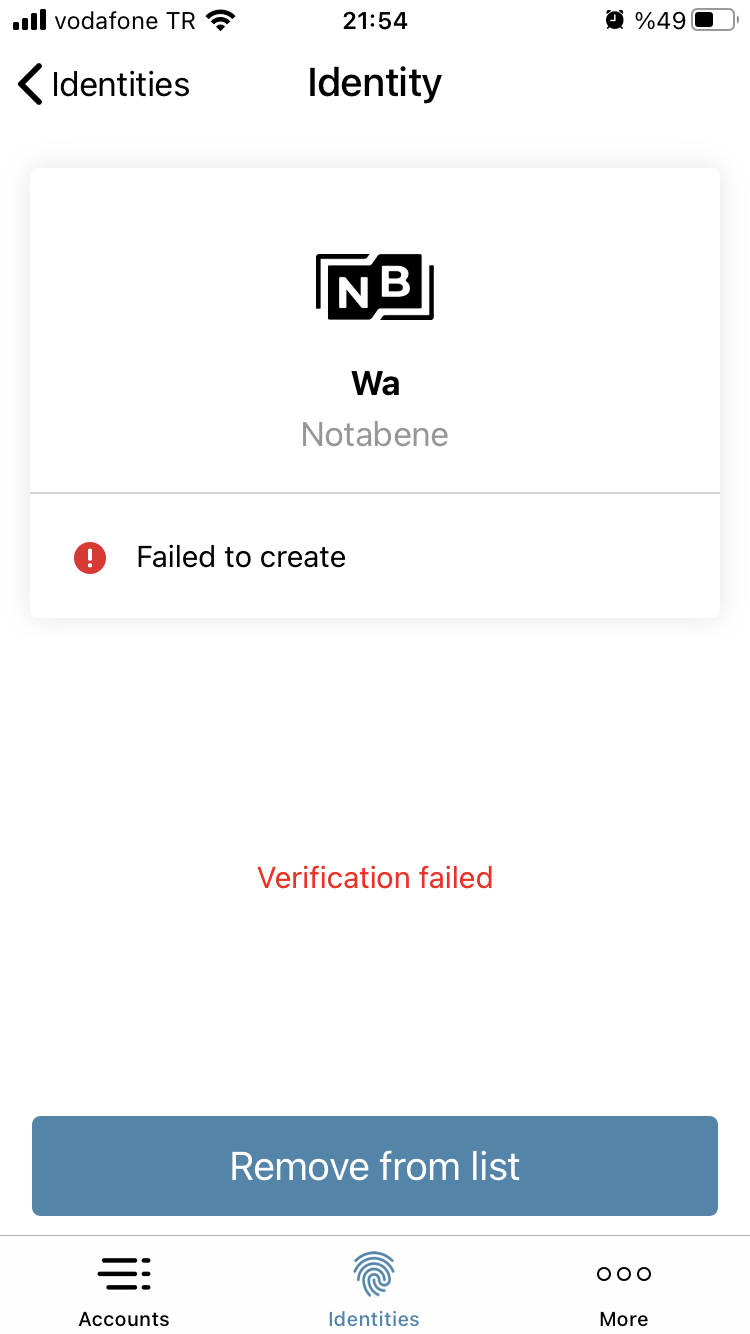 vodafone TR 21:54 %49
Identities Identity
NB
Wa
Notabene
Failed to create
Verification failed
Remove from list
Accounts Identities More